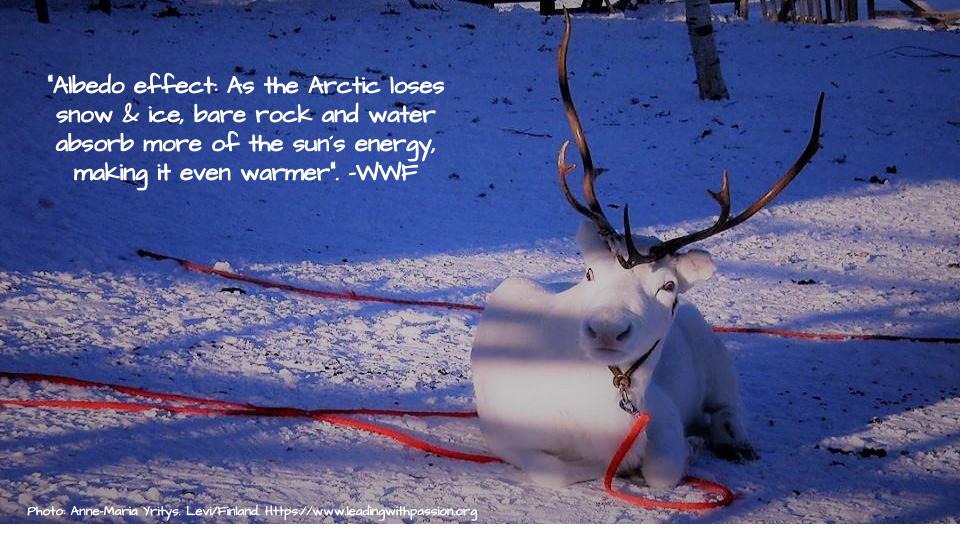 "Albedo effect: As the Arctic loses
snow & ice, bare rock and water
absorb more of the sun's energy,
making it even warmer". -WWF
Photo: Anne-Maria Yritys. Levi/Finland. Https://www.leadingwithpassion.org